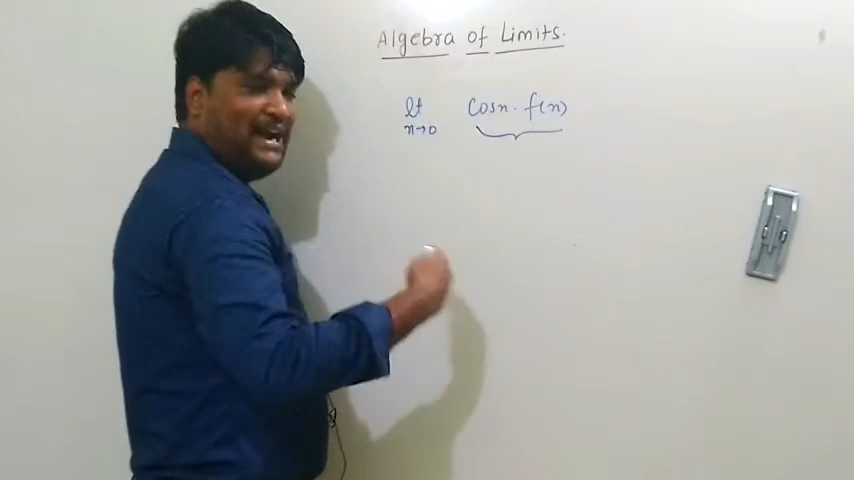 Algebra of Limits.
lt cosx. f(x)
x→0